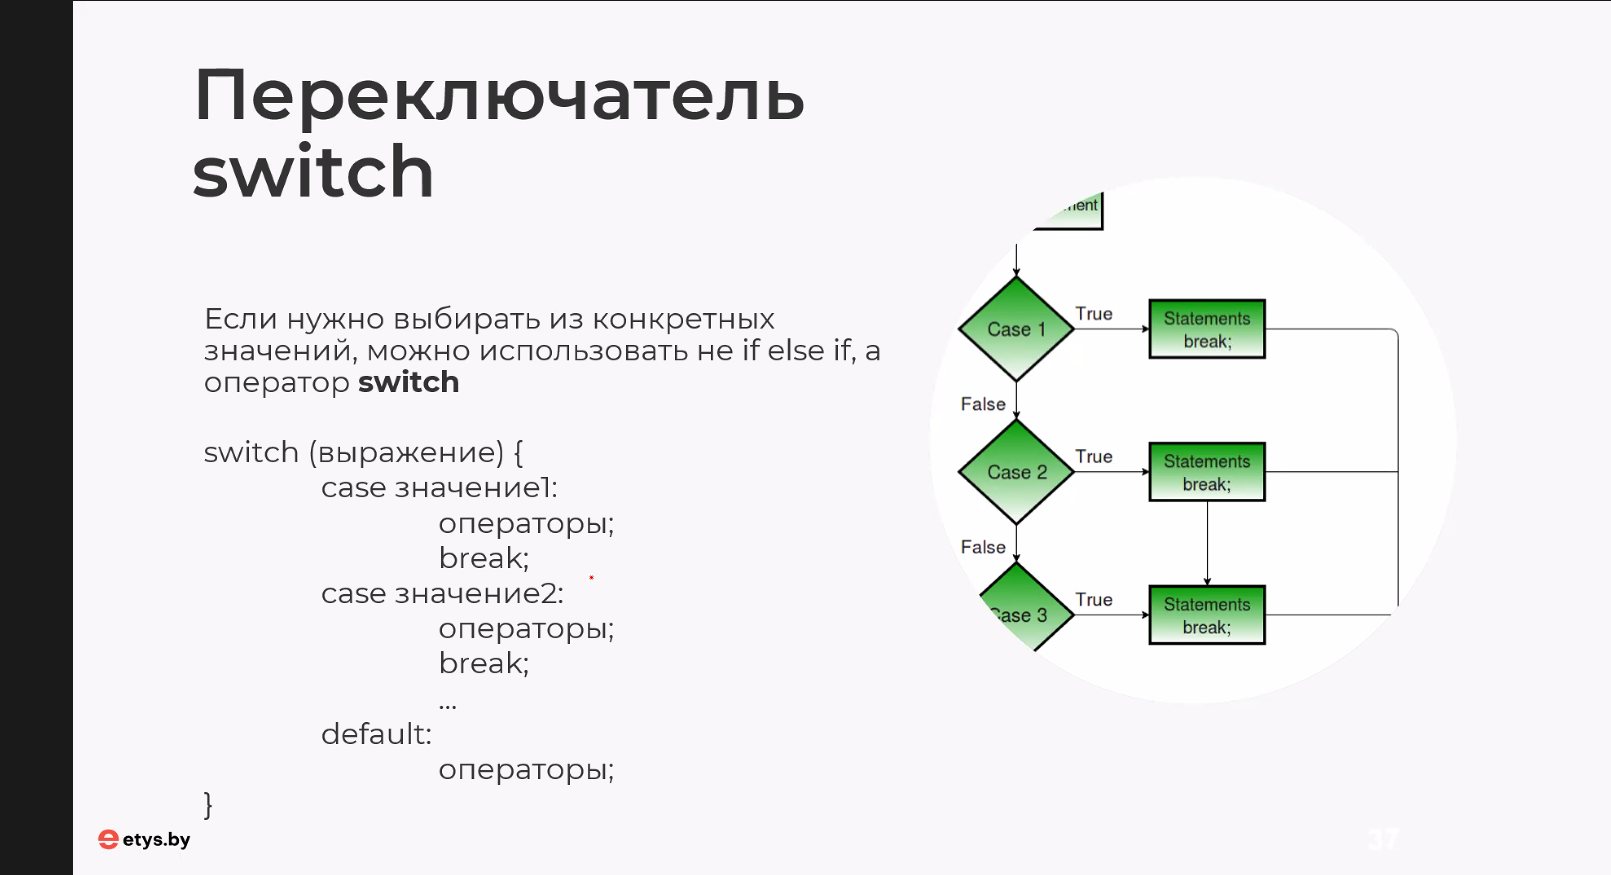 Переключатель
switch
Если нужно выбирать из конкретных
значений, можно использовать не if else if, а
оператор switch
switch (выражение) {
case значение1:
операторы;
break;
case значение2:
операторы;
break;
...
default:
операторы;
}
Case 1
True
Statements
break;
False
Case 2
True
Statements
break;
False
Case 3
True
Statements
break;
etys.by
37